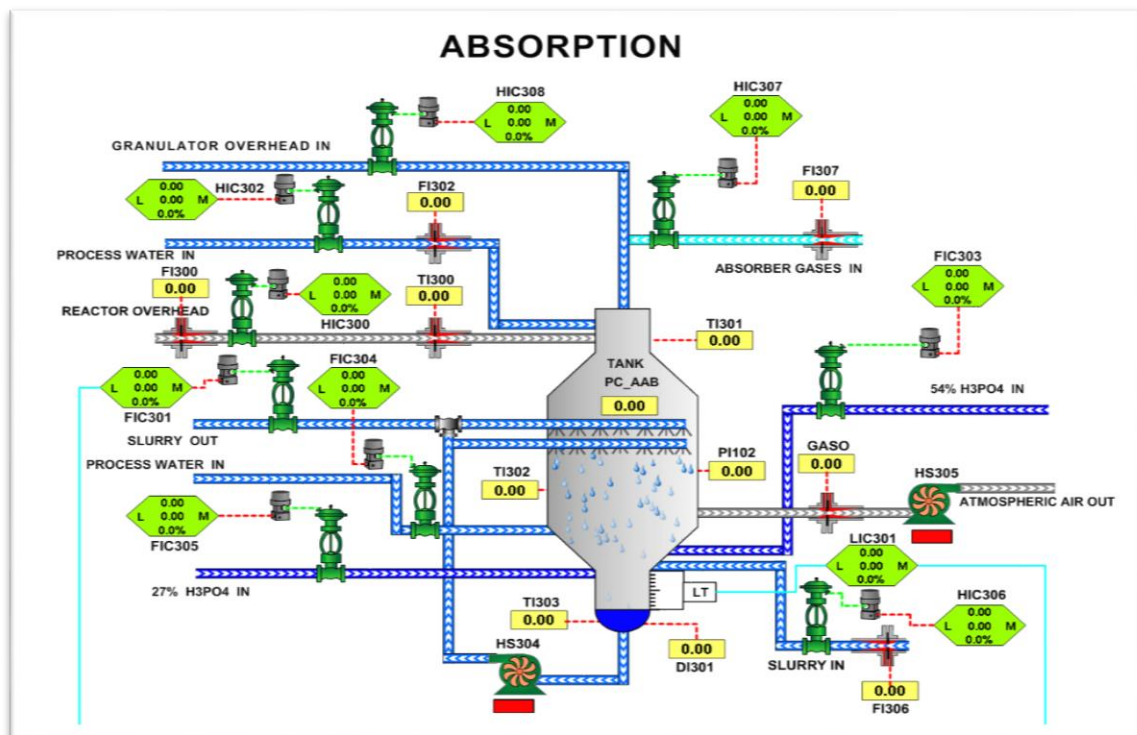 ABSORPTION
HIC308
0.00
L 0.00 M
0.0%
HIC307
0.00
L 0.00 M
0.0%
GRANULATOR OVERHEAD IN
0.00
L 0.00 M
0.0%
HIC302
FI302
0.00
FI307
0.00
PROCESS WATER IN
ABSORBER GASES IN
FIC303
0.00
L 0.00 M
0.0%
FI300
0.00
REACTOR OVERHEAD
0.00
L 0.00 M
0.0%
HIC300
TI300
0.00
TI301
0.00
FIC304
0.00
L 0.00 M
0.0%
0.00
L 0.00 M
0.0%
FIC301
TANK
PC_AAB
0.00
54% H3PO4 IN
SLURRY OUT
PROCESS WATER IN
TI302
0.00
PI102
0.00
GASO
0.00
HS305
ATMOSPHERIC AIR OUT
0.00
L 0.00 M
0.0%
FIC305
LIC301
0.00
L 0.00 M
0.0%
27% H3PO4 IN
LT
TI303
0.00
HIC306
0.00
L 0.00 M
0.0%
HS304
0.00
DI301
SLURRY IN
0.00
FI306